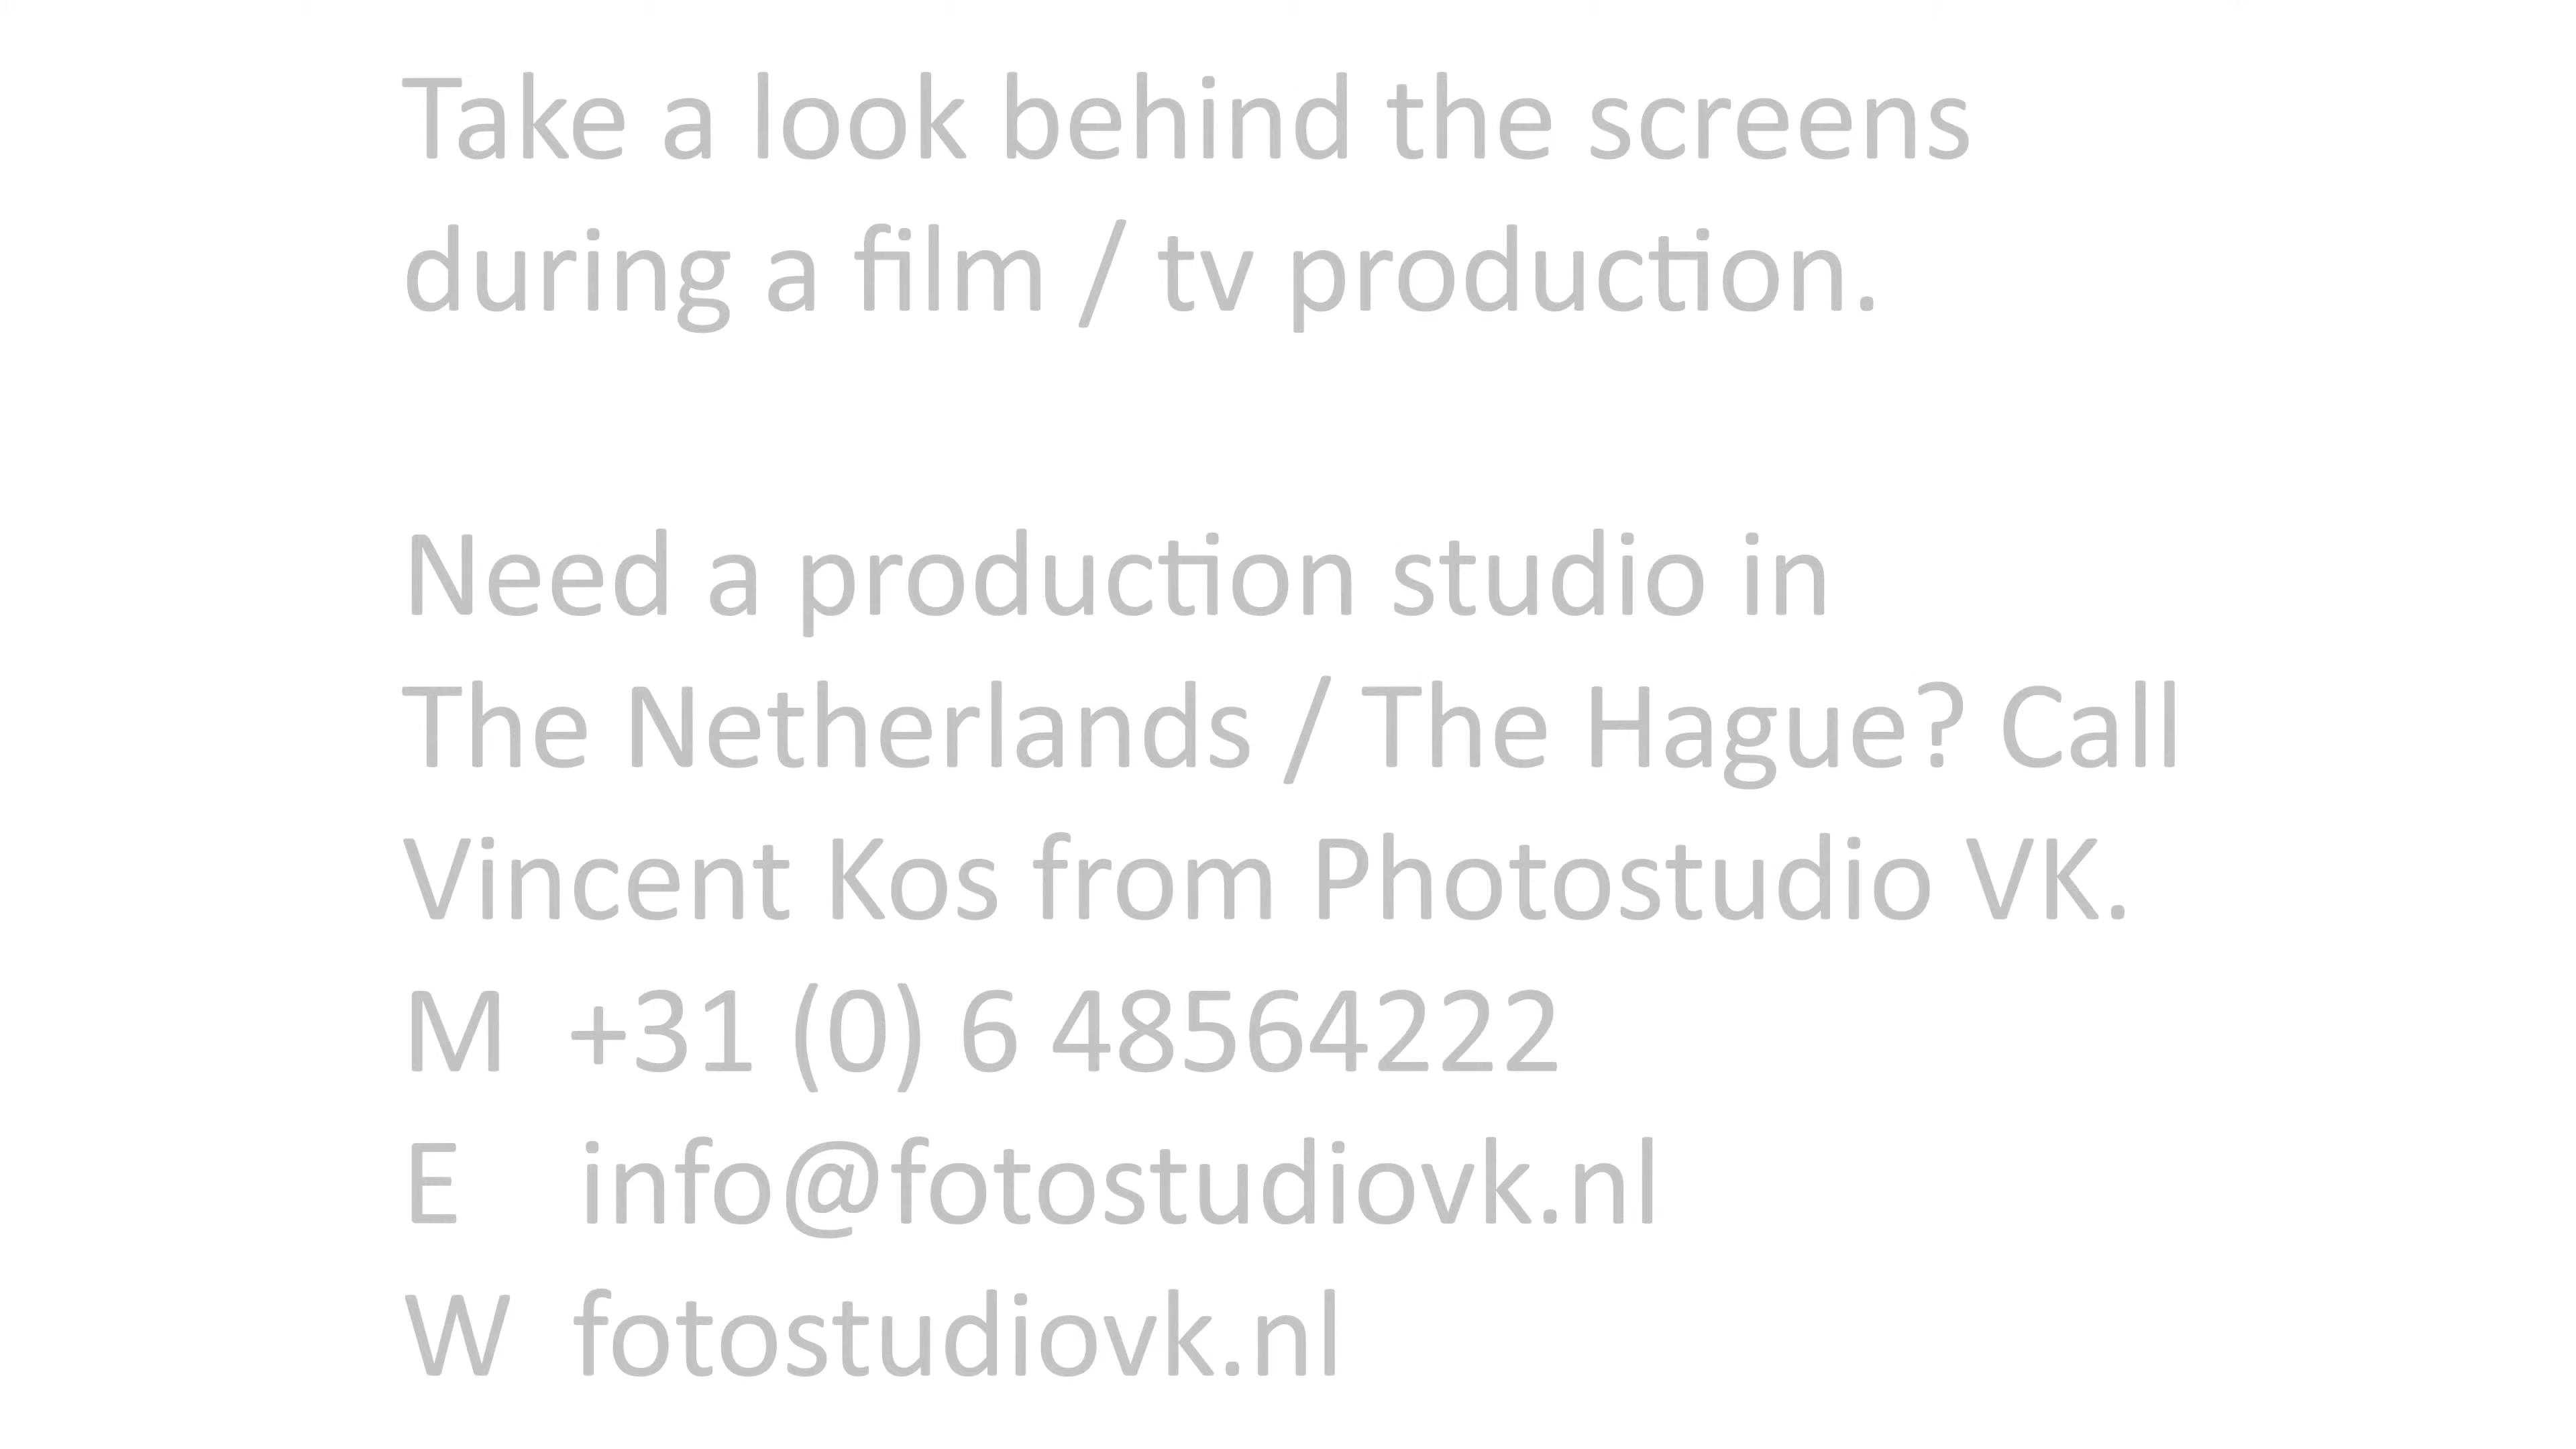 Take a look behind the screens
during a film / tv production.
Need a production studio in
The Netherlands / The Hague? Call
Vincent Kos from Photostudio VK.
M +31 (0) 6 48564222
E info@fotostudiovk.nl
W fotostudiovk.nl